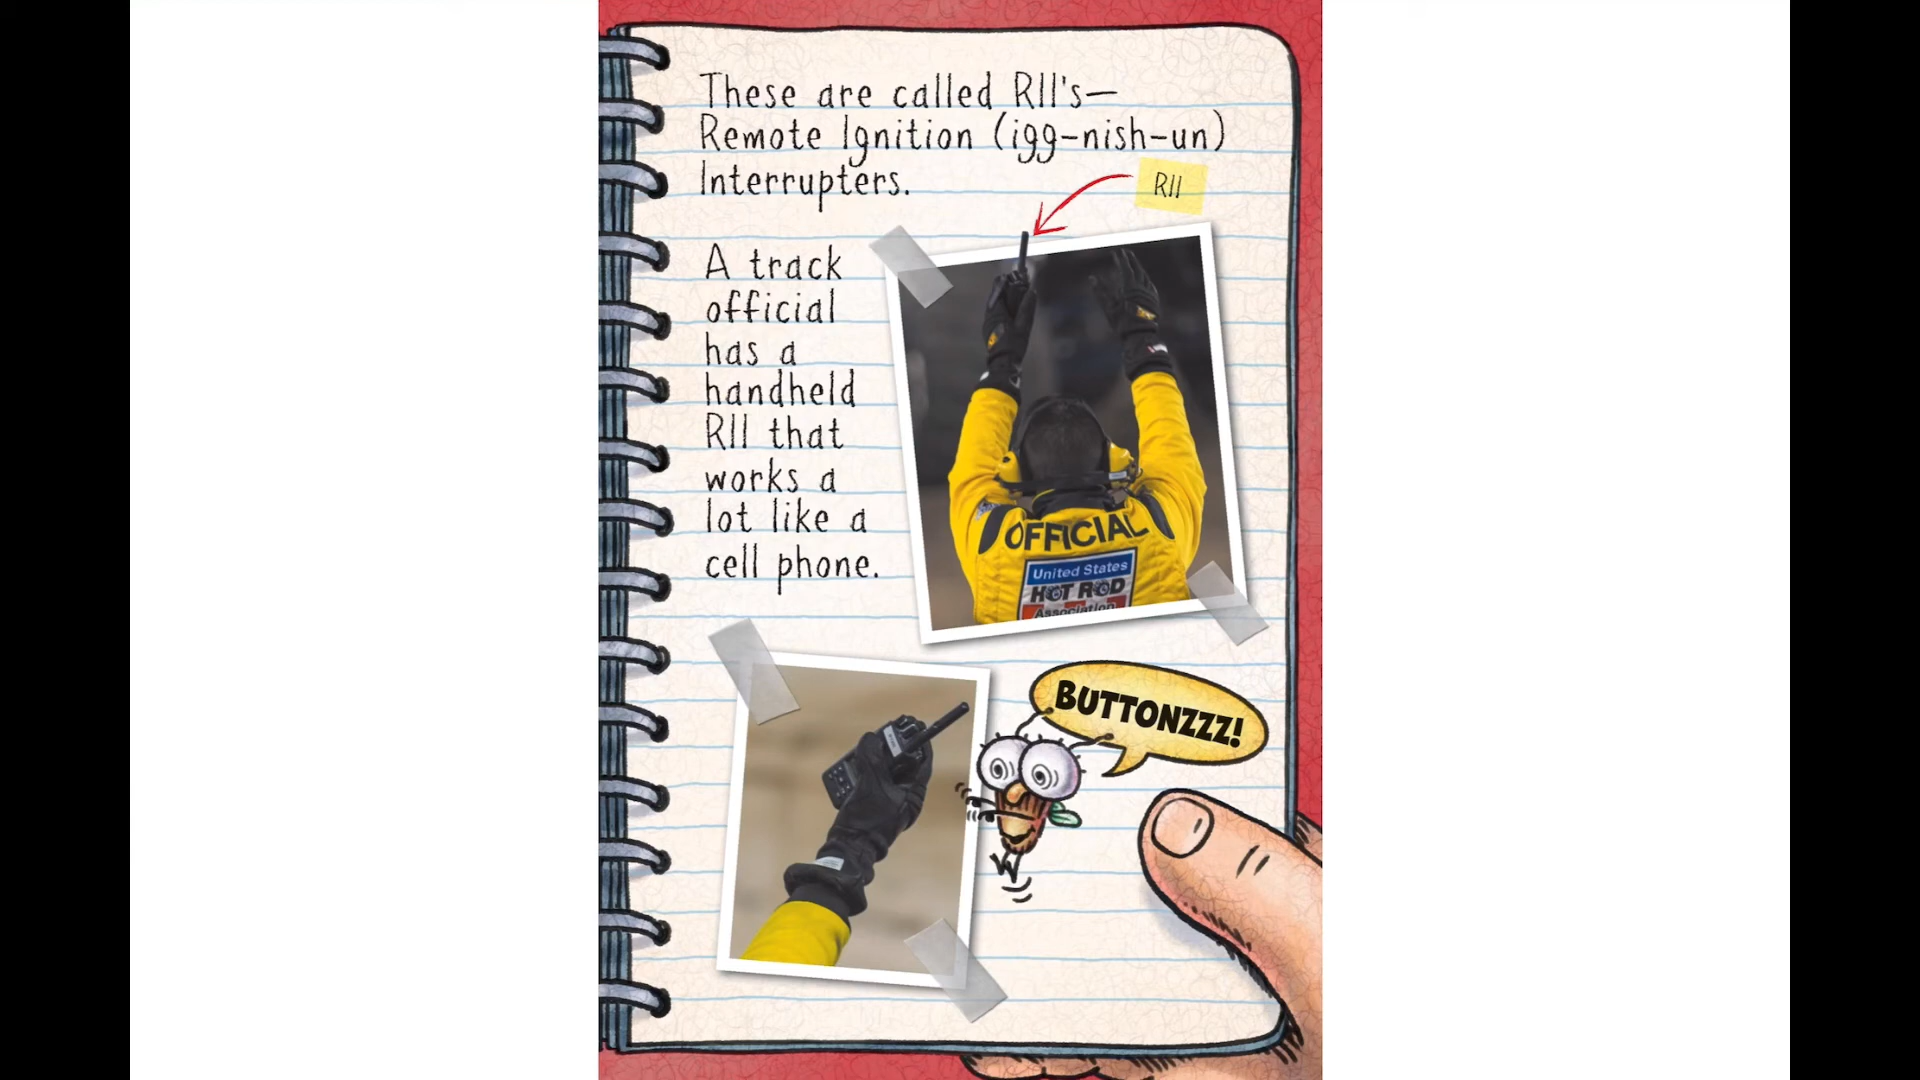 These are called RII's—
Remote Ignition (igg-nish-un)
Interrupters.
RII
A track
official
has a
handheld
RII that
works a
lot like a
cell phone.
OFFICIAL
United States
HOT ROD
Association
BUTTONZZZ!